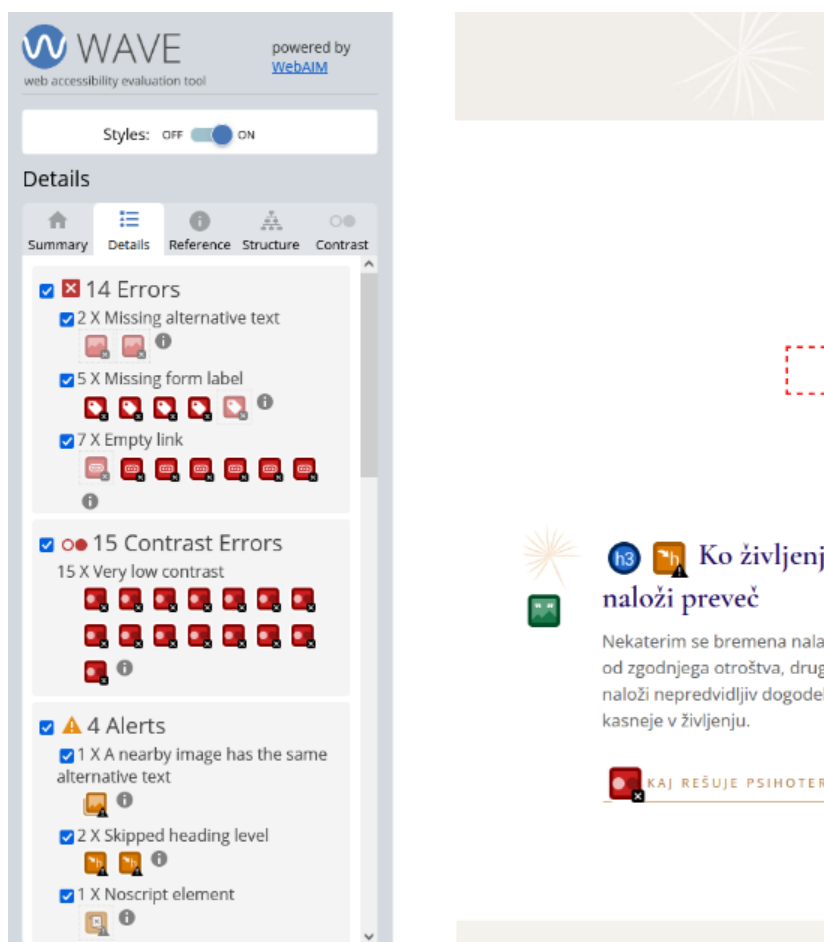 WAVE
web accessibility evaluation tool
powered by
WebAIM
Styles: OFF ON
Details
Summary Details Reference Structure Contrast
14 Errors
2 X Missing alternative text
5 X Missing form label
7 X Empty link
15 Contrast Errors
15 X Very low contrast
4 Alerts
1 X A nearby image has the same
alternative text
2 X Skipped heading level
1 X Noscript element
h3 h Ko življenj
naloži preveč
Nekaterim se bremena nala
od zgodnjega otroštva, drug
naloži nepredvidljiv dogodel
kasneje v življenju.
KAJ REŠUJE PSIHOTER